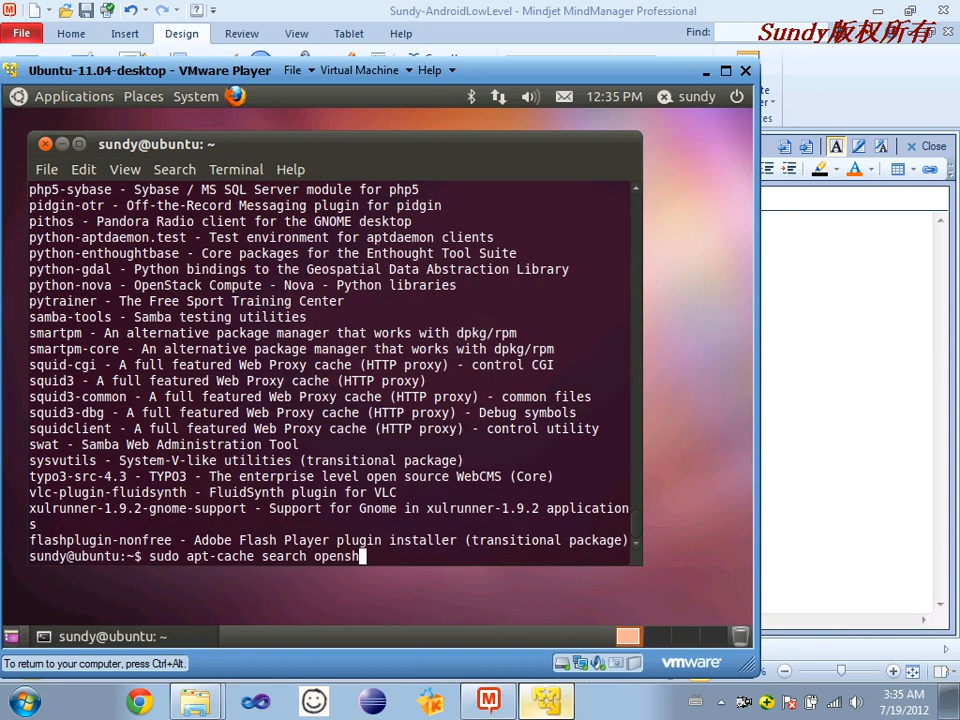 Sundy-AndroidLowLevel - Mindjet MindManager Professional
File Home Insert Design Review View Tablet Help Find:
Sundy版权所有
Ubuntu-11.04-desktop - VMware Player File Virtual Machine Help
Applications Places System 12:35 PM sundy
Close
sundy@ubuntu: ~
File Edit View Search Terminal Help
php5-sybase - Sybase / MS SQL Server module for php5
pidgin-otr - Off-the-Record Messaging plugin for pidgin
pithos - Pandora Radio client for the GNOME desktop
python-aptdaemon.test - Test environment for aptdaemon clients
python-enthoughtbase - Core packages for the Enthought Tool Suite
python-gdal - Python bindings to the Geospatial Data Abstraction Library
python-nova - OpenStack Compute - Nova - Python libraries
pytrainer - The Free Sport Training Center
samba-tools - Samba testing utilities
smartpm - An alternative package manager that works with dpkg/rpm
smartpm-core - An alternative package manager that works with dpkg/rpm
squid-cgi - A full featured Web Proxy cache (HTTP proxy) - control CGI
squid3 - A full featured Web Proxy cache (HTTP proxy)
squid3-common - A full featured Web Proxy cache (HTTP proxy) - common files
squid3-dbg - A full featured Web Proxy cache (HTTP proxy) - Debug symbols
squidclient - A full featured Web Proxy cache (HTTP proxy) - control utility
swat - Samba Web Administration Tool
sysvutils - System-V-like utilities (transitional package)
typo3-src-4.3 - TYPO3 - The enterprise level open source WebCMS (Core)
vlc-plugin-fluidsynth - FluidSynth plugin for VLC
xulrunner-1.9.2-gnome-support - Support for Gnome in xulrunner-1.9.2 application
s
flashplugin-nonfree - Adobe Flash Player plugin installer (transitional package)
sundy@ubuntu:~$ sudo apt-cache search opensh
sundy@ubuntu: ~
To return to your computer, press Ctrl+Alt.
vmware
3:35 AM
7/19/2012